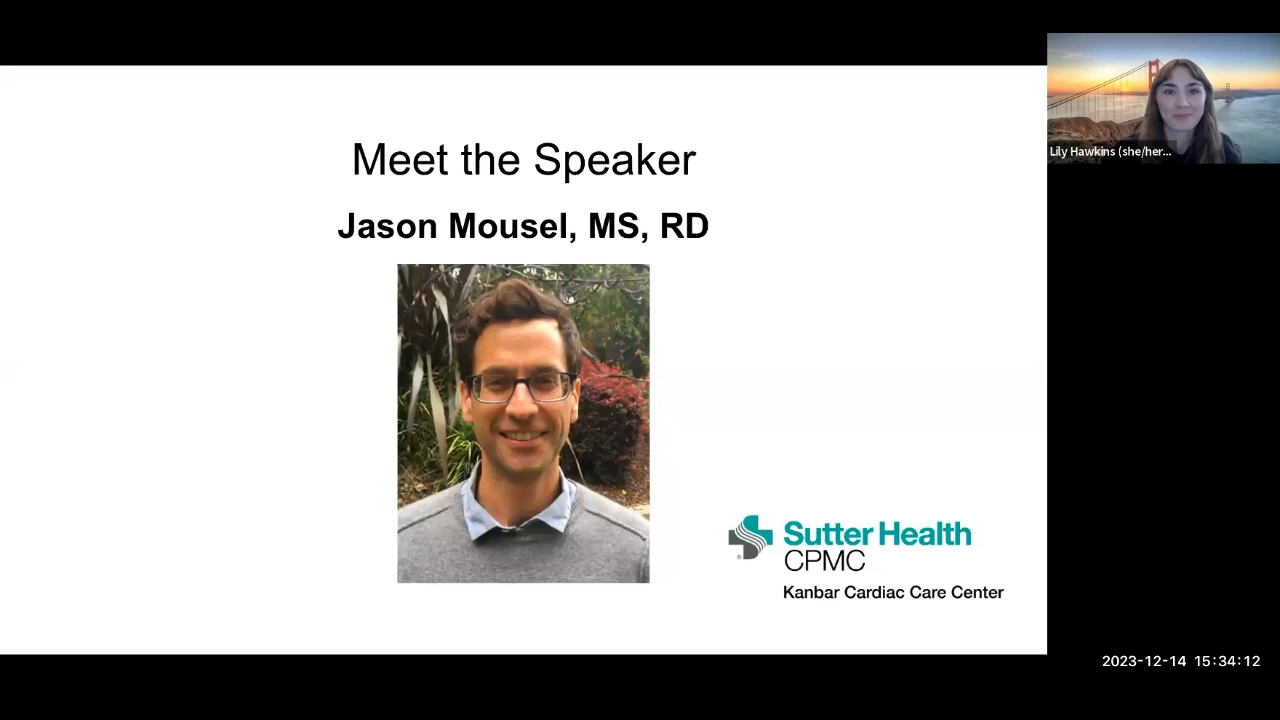 Meet the Speaker
Jason Mousel, MS, RD
Sutter Health
CPMC
Kanbar Cardiac Care Center
Lily Hawkins (she/her...
2023-12-14 15:34:12